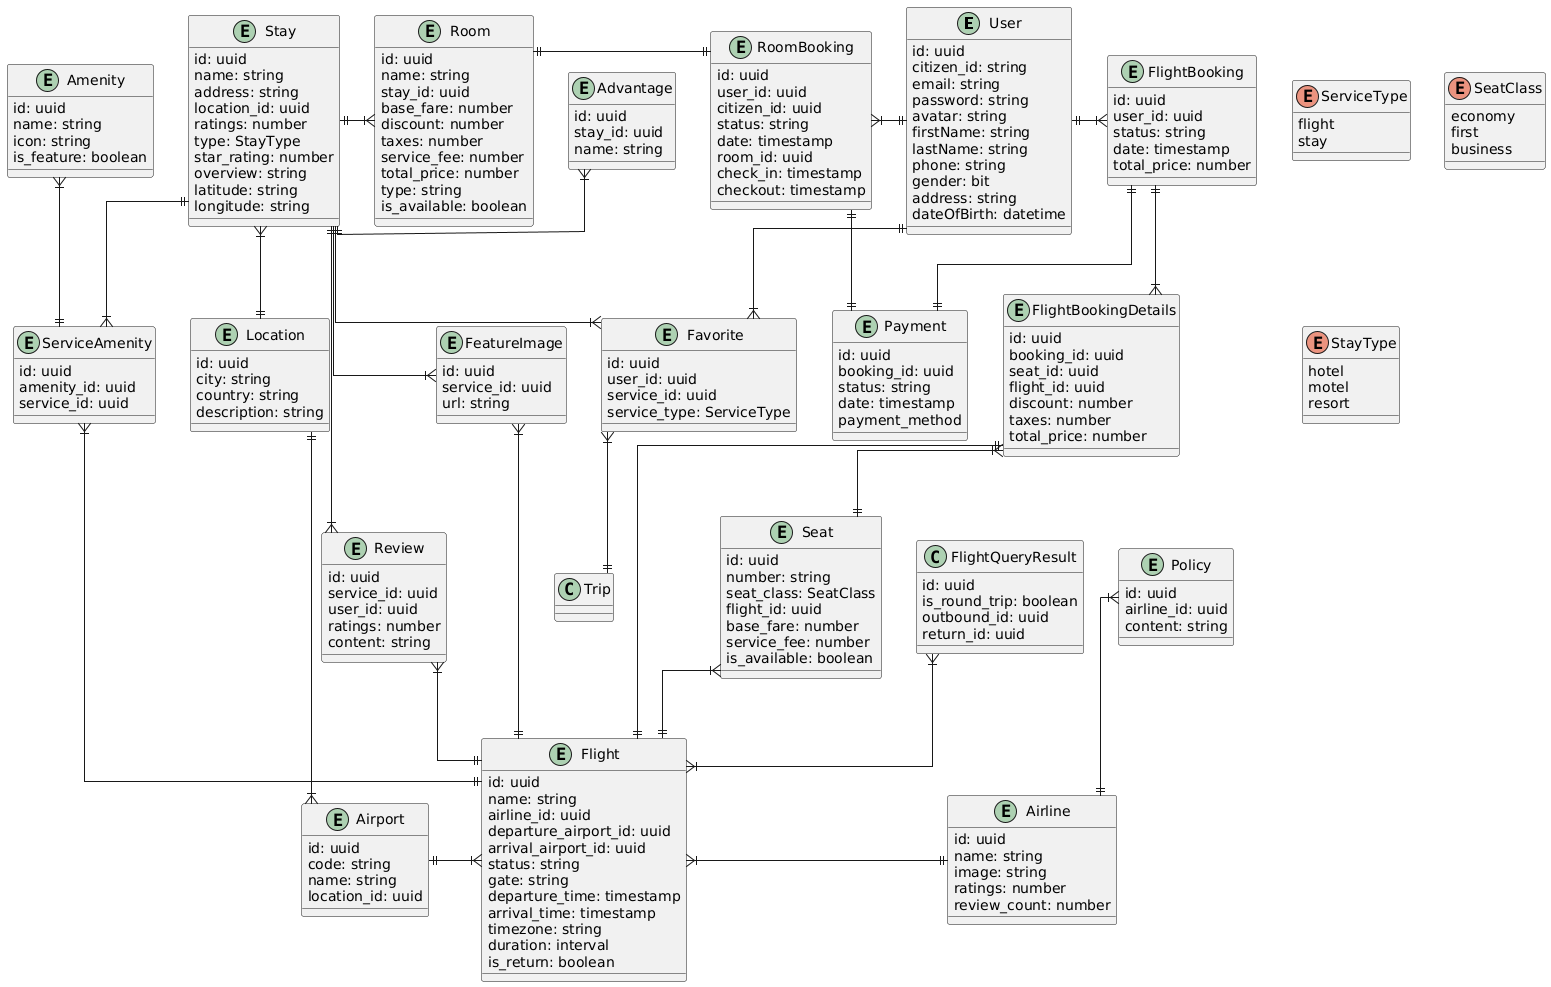 E Amenity
id: uuid
name: string
icon: string
is_feature: boolean
E Stay
id: uuid
name: string
address: string
location_id: uuid
ratings: number
type: StayType
star_rating: number
overview: string
latitude: string
longitude: string
E Room
id: uuid
name: string
stay_id: uuid
base_fare: number
discount: number
taxes: number
service_fee: number
total_price: number
type: string
is_available: boolean
E Advantage
id: uuid
stay_id: uuid
name: string
E RoomBooking
id: uuid
user_id: uuid
citizen_id: uuid
status: string
date: timestamp
room_id: uuid
check_in: timestamp
checkout: timestamp
E User
id: uuid
citizen_id: string
email: string
password: string
avatar: string
firstName: string
lastName: string
phone: string
gender: bit
address: string
dateOfBirth: datetime
E FlightBooking
id: uuid
user_id: uuid
status: string
date: timestamp
total_price: number
E ServiceType
flight
stay
E SeatClass
economy
first
business
E ServiceAmenity
id: uuid
amenity_id: uuid
service_id: uuid
E Location
id: uuid
city: string
country: string
description: string
E FeatureImage
id: uuid
service_id: uuid
url: string
E Favorite
id: uuid
user_id: uuid
service_id: uuid
service_type: ServiceType
E Payment
id: uuid
booking_id: uuid
status: string
date: timestamp
payment_method
E FlightBookingDetails
id: uuid
booking_id: uuid
seat_id: uuid
flight_id: uuid
discount: number
taxes: number
total_price: number
E StayType
hotel
motel
resort
E Review
id: uuid
service_id: uuid
user_id: uuid
ratings: number
content: string
C Trip
E Seat
id: uuid
number: string
seat_class: SeatClass
flight_id: uuid
base_fare: number
service_fee: number
is_available: boolean
C FlightQueryResult
id: uuid
is_round_trip: boolean
outbound_id: uuid
return_id: uuid
E Policy
id: uuid
airline_id: uuid
content: string
E Airport
id: uuid
code: string
name: string
location_id: uuid
E Flight
id: uuid
name: string
airline_id: uuid
departure_airport_id: uuid
arrival_airport_id: uuid
status: string
gate: string
departure_time: timestamp
arrival_time: timestamp
timezone: string
duration: interval
is_return: boolean
E Airline
id: uuid
name: string
image: string
ratings: number
review_count: number